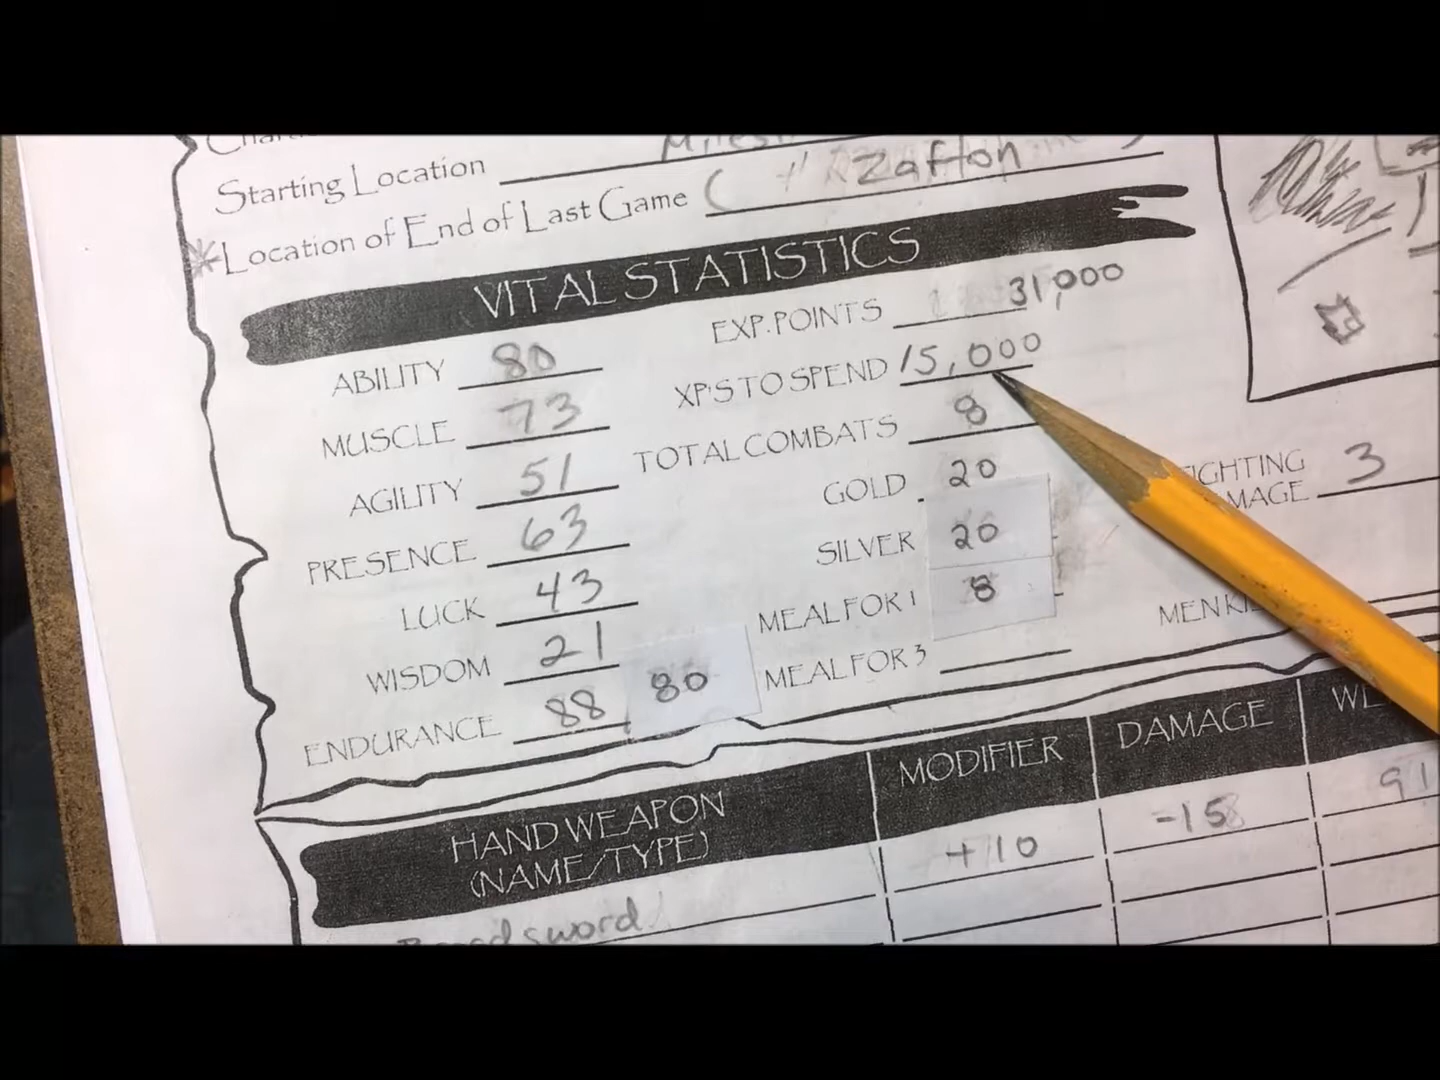 Starting Location
*Location of End of Last Game ( Zafton
VITAL STATISTICS
ABILITY 80
MUSCLE 73
AGILITY 51
PRESENCE 63
LUCK 43
WISDOM 21
ENDURANCE 88 80
EXP. POINTS 31,000
XP'S TO SPEND 15,000
TOTAL COMBATS 8
GOLD 20
SILVER 20
MEAL FOR 1 8
MEAL FOR 3
3
HAND WEAPON
(NAME/TYPE)
MODIFIER
DAMAGE
+10
-15
91